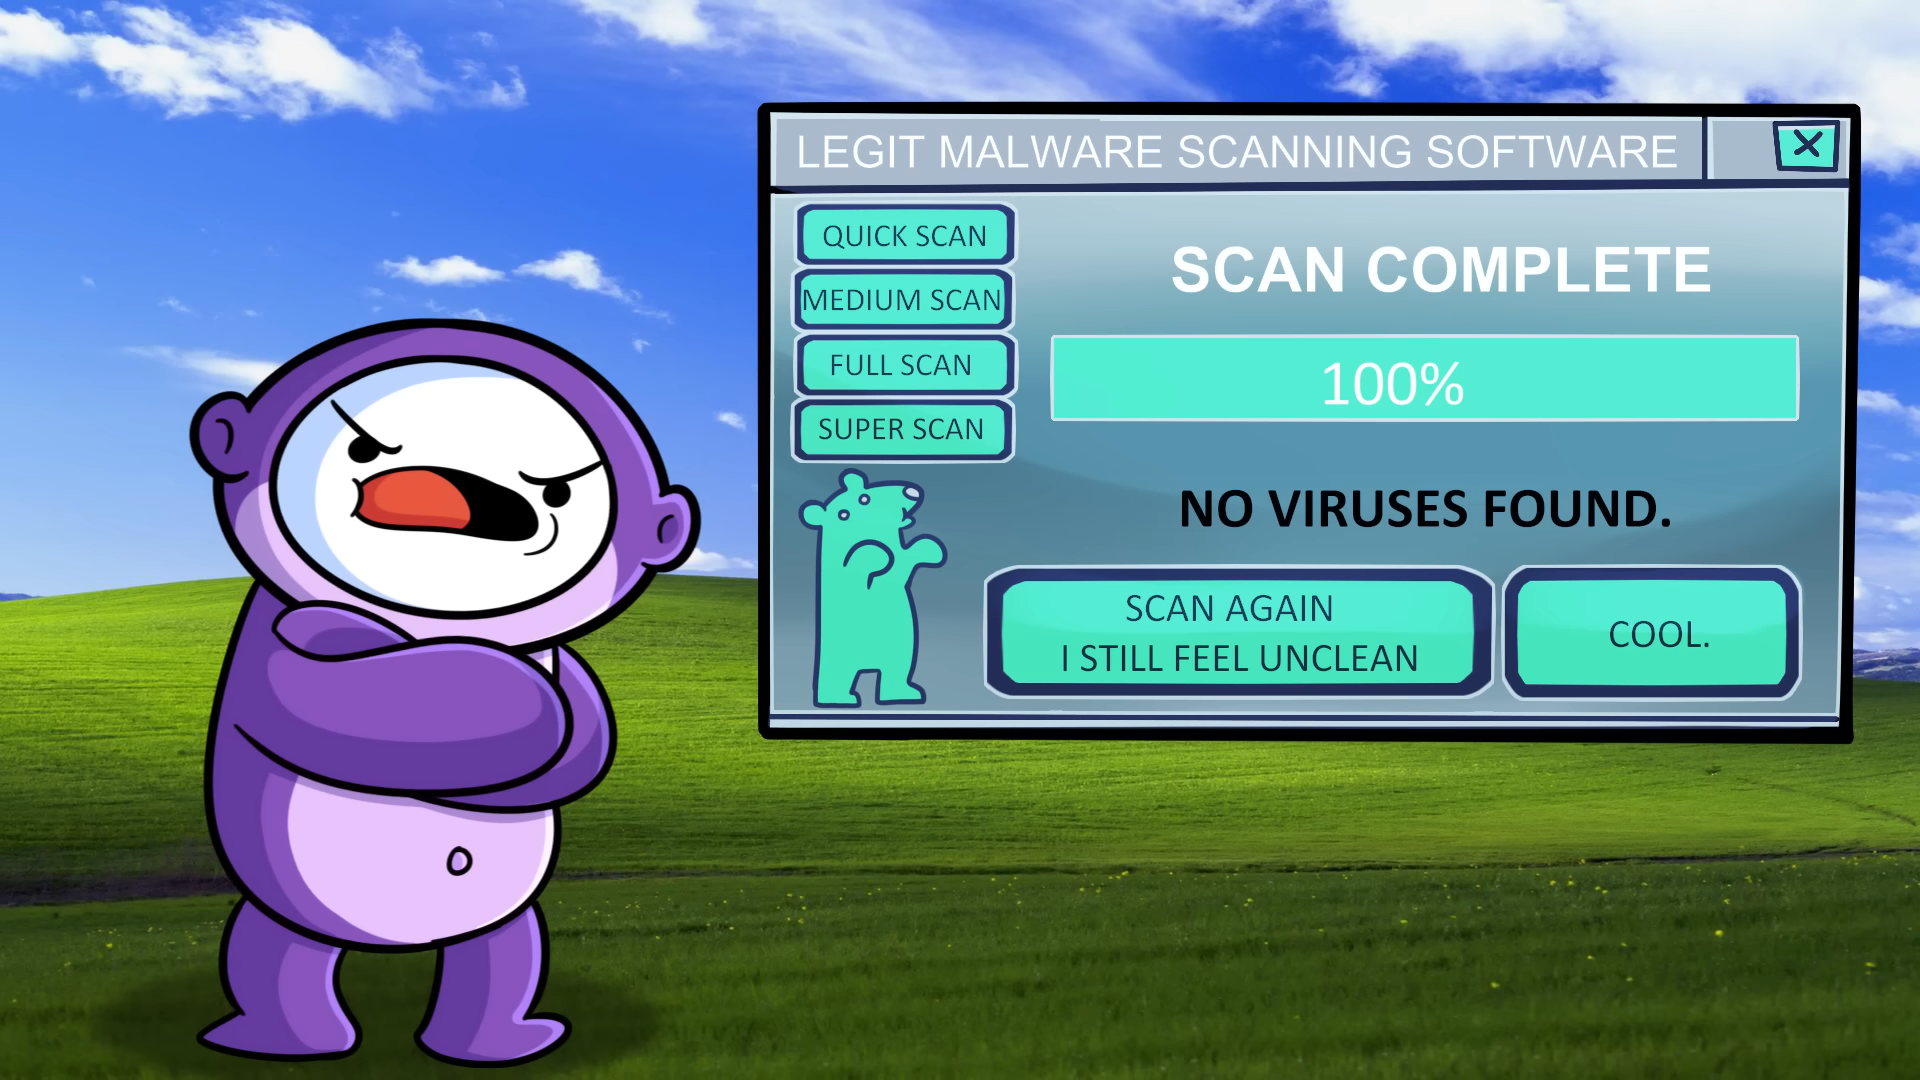 LEGIT MALWARE SCANNING SOFTWARE
QUICK SCAN
MEDIUM SCAN
FULL SCAN
SUPER SCAN
SCAN COMPLETE
100%
NO VIRUSES FOUND.
SCAN AGAIN
I STILL FEEL UNCLEAN
COOL.